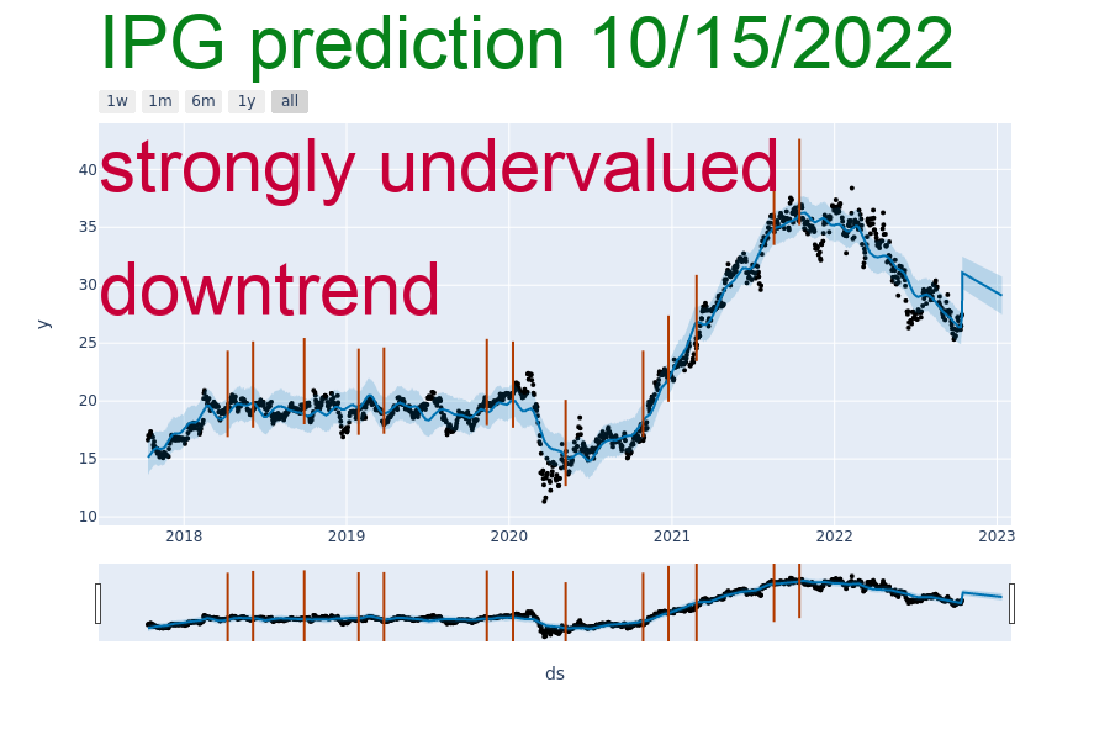 IPG prediction 10/15/2022
1w 1m 6m 1y all
strongly undervalued
downtrend
40
35
30
25
20
15
10
y
2018 2019 2020 2021 2022 2023
ds